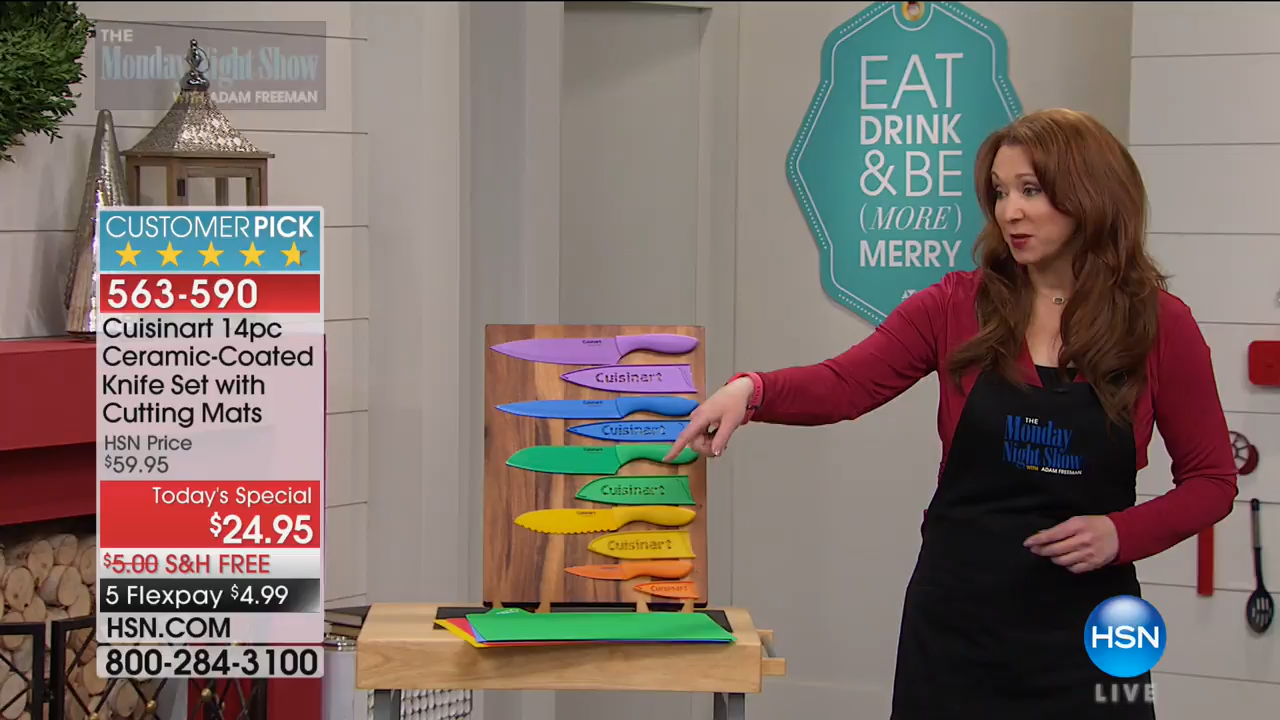 THE
Monday Night Show
WITH ADAM FREEMAN
CUSTOMER PICK
563-590
Cuisinart 14pc
Ceramic-Coated
Knife Set with
Cutting Mats
HSN Price
$59.95
Today's Special
$24.95
$5.00 S&H FREE
5 Flexpay $4.99
HSN.COM
800-284-3100
EAT
DRINK
& BE
(MORE)
MERRY
Cuisinart
Cuisinart
Cuisinart
Cuisinart
Cuisinart
Cuisinart
Cuisinart
Cuisinart
THE
Monday
Night Show
WITH ADAM FREEMAN
HSN
LIVE